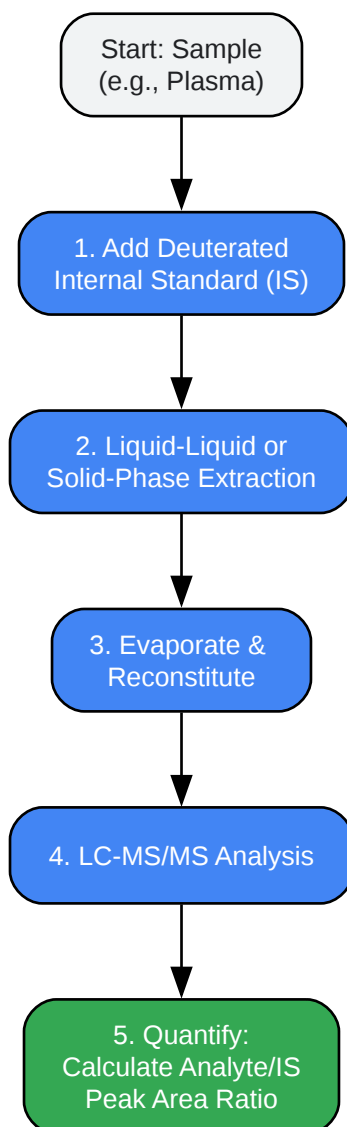 Start: Sample
(e.g., Plasma)
1. Add Deuterated
Internal Standard (IS)
2. Liquid-Liquid or
Solid-Phase Extraction
3. Evaporate &
Reconstitute
4. LC-MS/MS Analysis
5. Quantify:
Calculate Analyte/IS
Peak Area Ratio